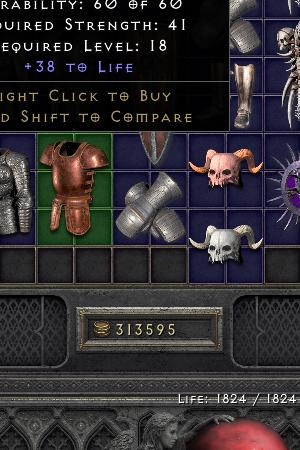 RABILITY: 60 OF 60
QUIRED STRENGTH: 41
EQUIRED LEVEL: 18
+38 TO LIFE
IGHT CLICK TO BUY
D SHIFT TO COMPARE
313595
LIFE: 1824 / 1824